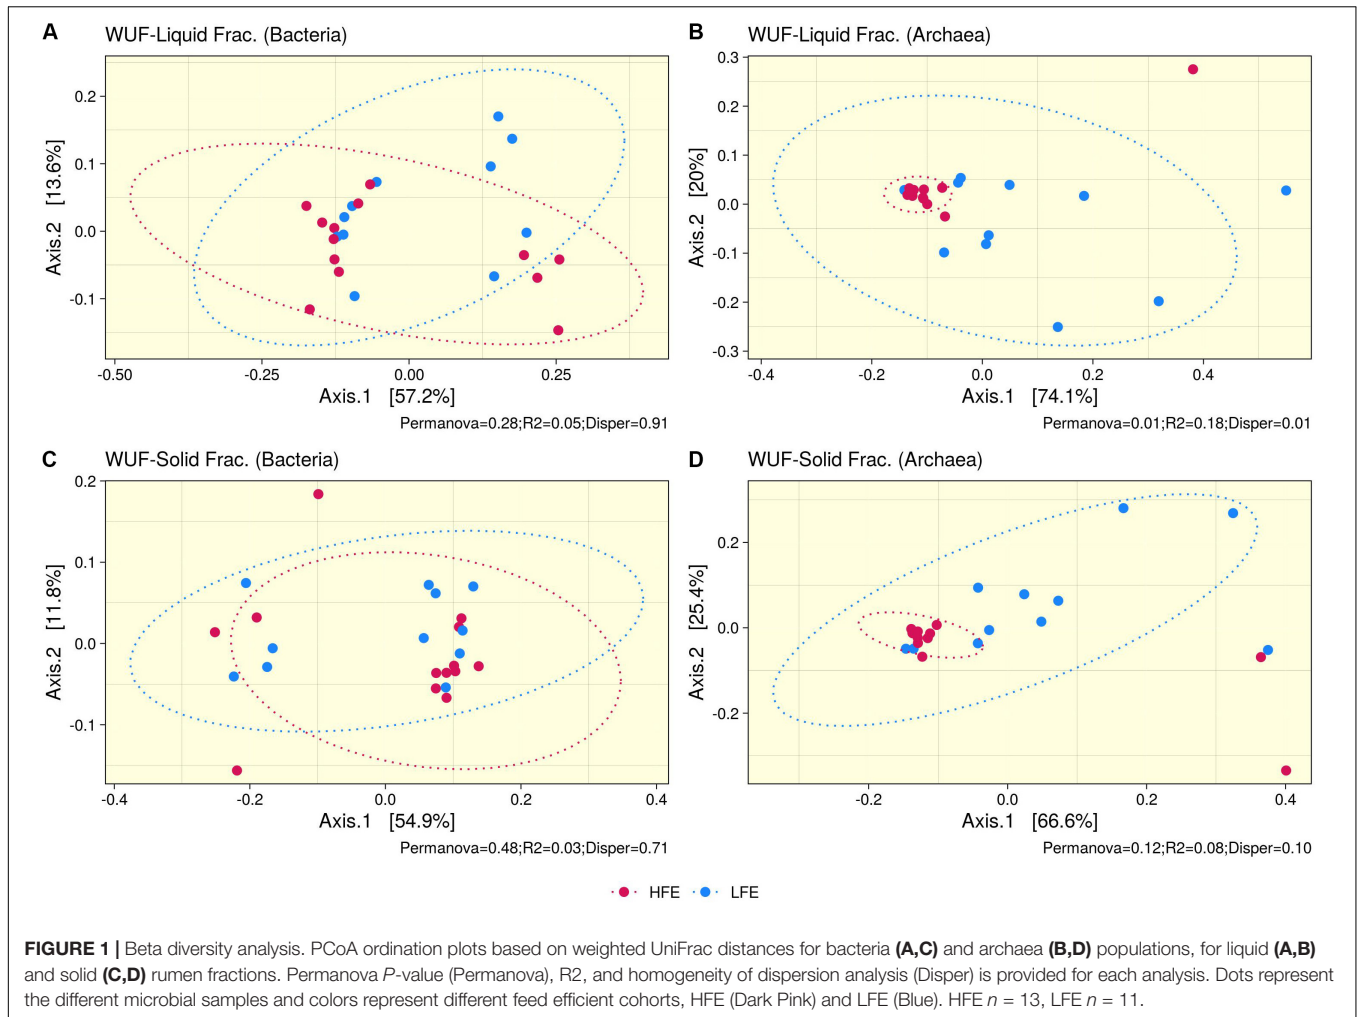 A WUF-Liquid Frac. (Bacteria)
0.2
0.1
0.0
-0.1
Axis.2 [13.6%]
-0.50 -0.25 0.00 0.25
Axis.1 [57.2%]
Permanova=0.28;R2=0.05;Disper=0.91
B WUF-Liquid Frac. (Archaea)
0.3
0.2
0.1
0.0
-0.1
-0.2
-0.3
Axis.2 [20%]
-0.4 -0.2 0.0 0.2 0.4
Axis.1 [74.1%]
Permanova=0.01;R2=0.18;Disper=0.01
C WUF-Solid Frac. (Bacteria)
0.2
0.1
0.0
-0.1
Axis.2 [11.8%]
-0.4 -0.2 0.0 0.2 0.4
Axis.1 [54.9%]
Permanova=0.48;R2=0.03;Disper=0.71
D WUF-Solid Frac. (Archaea)
0.2
0.0
-0.2
Axis.2 [25.4%]
-0.2 0.0 0.2 0.4
Axis.1 [66.6%]
Permanova=0.12;R2=0.08;Disper=0.10
HFE LFE
FIGURE 1 | Beta diversity analysis. PCoA ordination plots based on weighted UniFrac distances for bacteria (A,C) and archaea (B,D) populations, for liquid (A,B)
and solid (C,D) rumen fractions. Permanova P-value (Permanova), R2, and homogeneity of dispersion analysis (Disper) is provided for each analysis. Dots represent
the different microbial samples and colors represent different feed efficient cohorts, HFE (Dark Pink) and LFE (Blue). HFE n = 13, LFE n = 11.